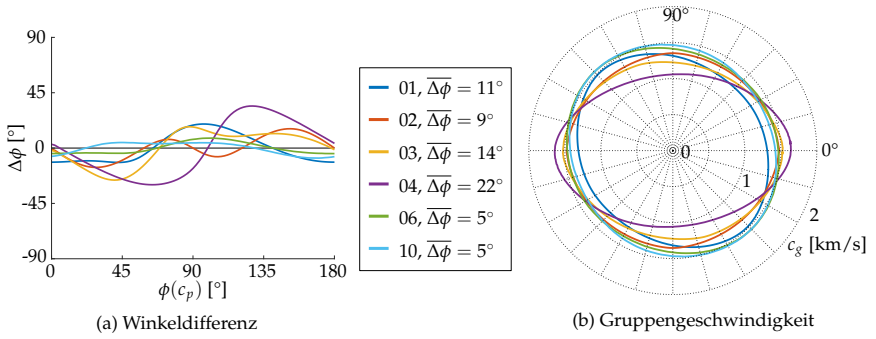 90
45
0
-45
-90
Δϕ [°]
0 45 90 135 180
ϕ(c_p) [°]
(a) Winkeldifferenz
01, \overline{Δϕ} = 11°
02, \overline{Δϕ} = 9°
03, \overline{Δϕ} = 14°
04, \overline{Δϕ} = 22°
06, \overline{Δϕ} = 5°
10, \overline{Δϕ} = 5°
90°
0°
0
1
2
c_g [km/s]
(b) Gruppengeschwindigkeit